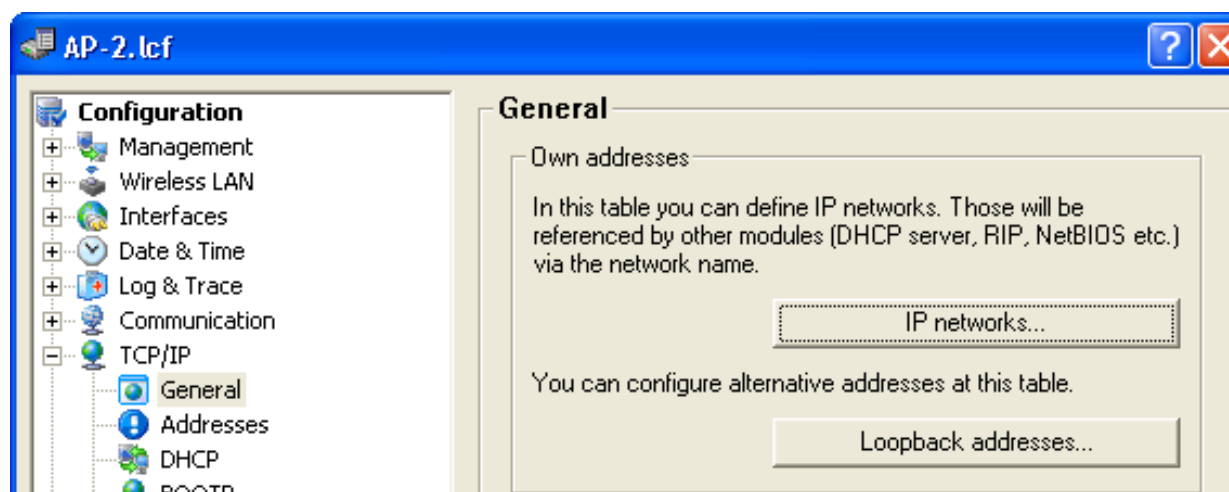 AP-2.lcf
Configuration
Management
Wireless LAN
Interfaces
Date & Time
Log & Trace
Communication
TCP/IP
General
Addresses
DHCP
BOOTP
General
Own addresses
In this table you can define IP networks. Those will be
referenced by other modules (DHCP server, RIP, NetBIOS etc.)
via the network name.
IP networks...
You can configure alternative addresses at this table.
Loopback addresses...